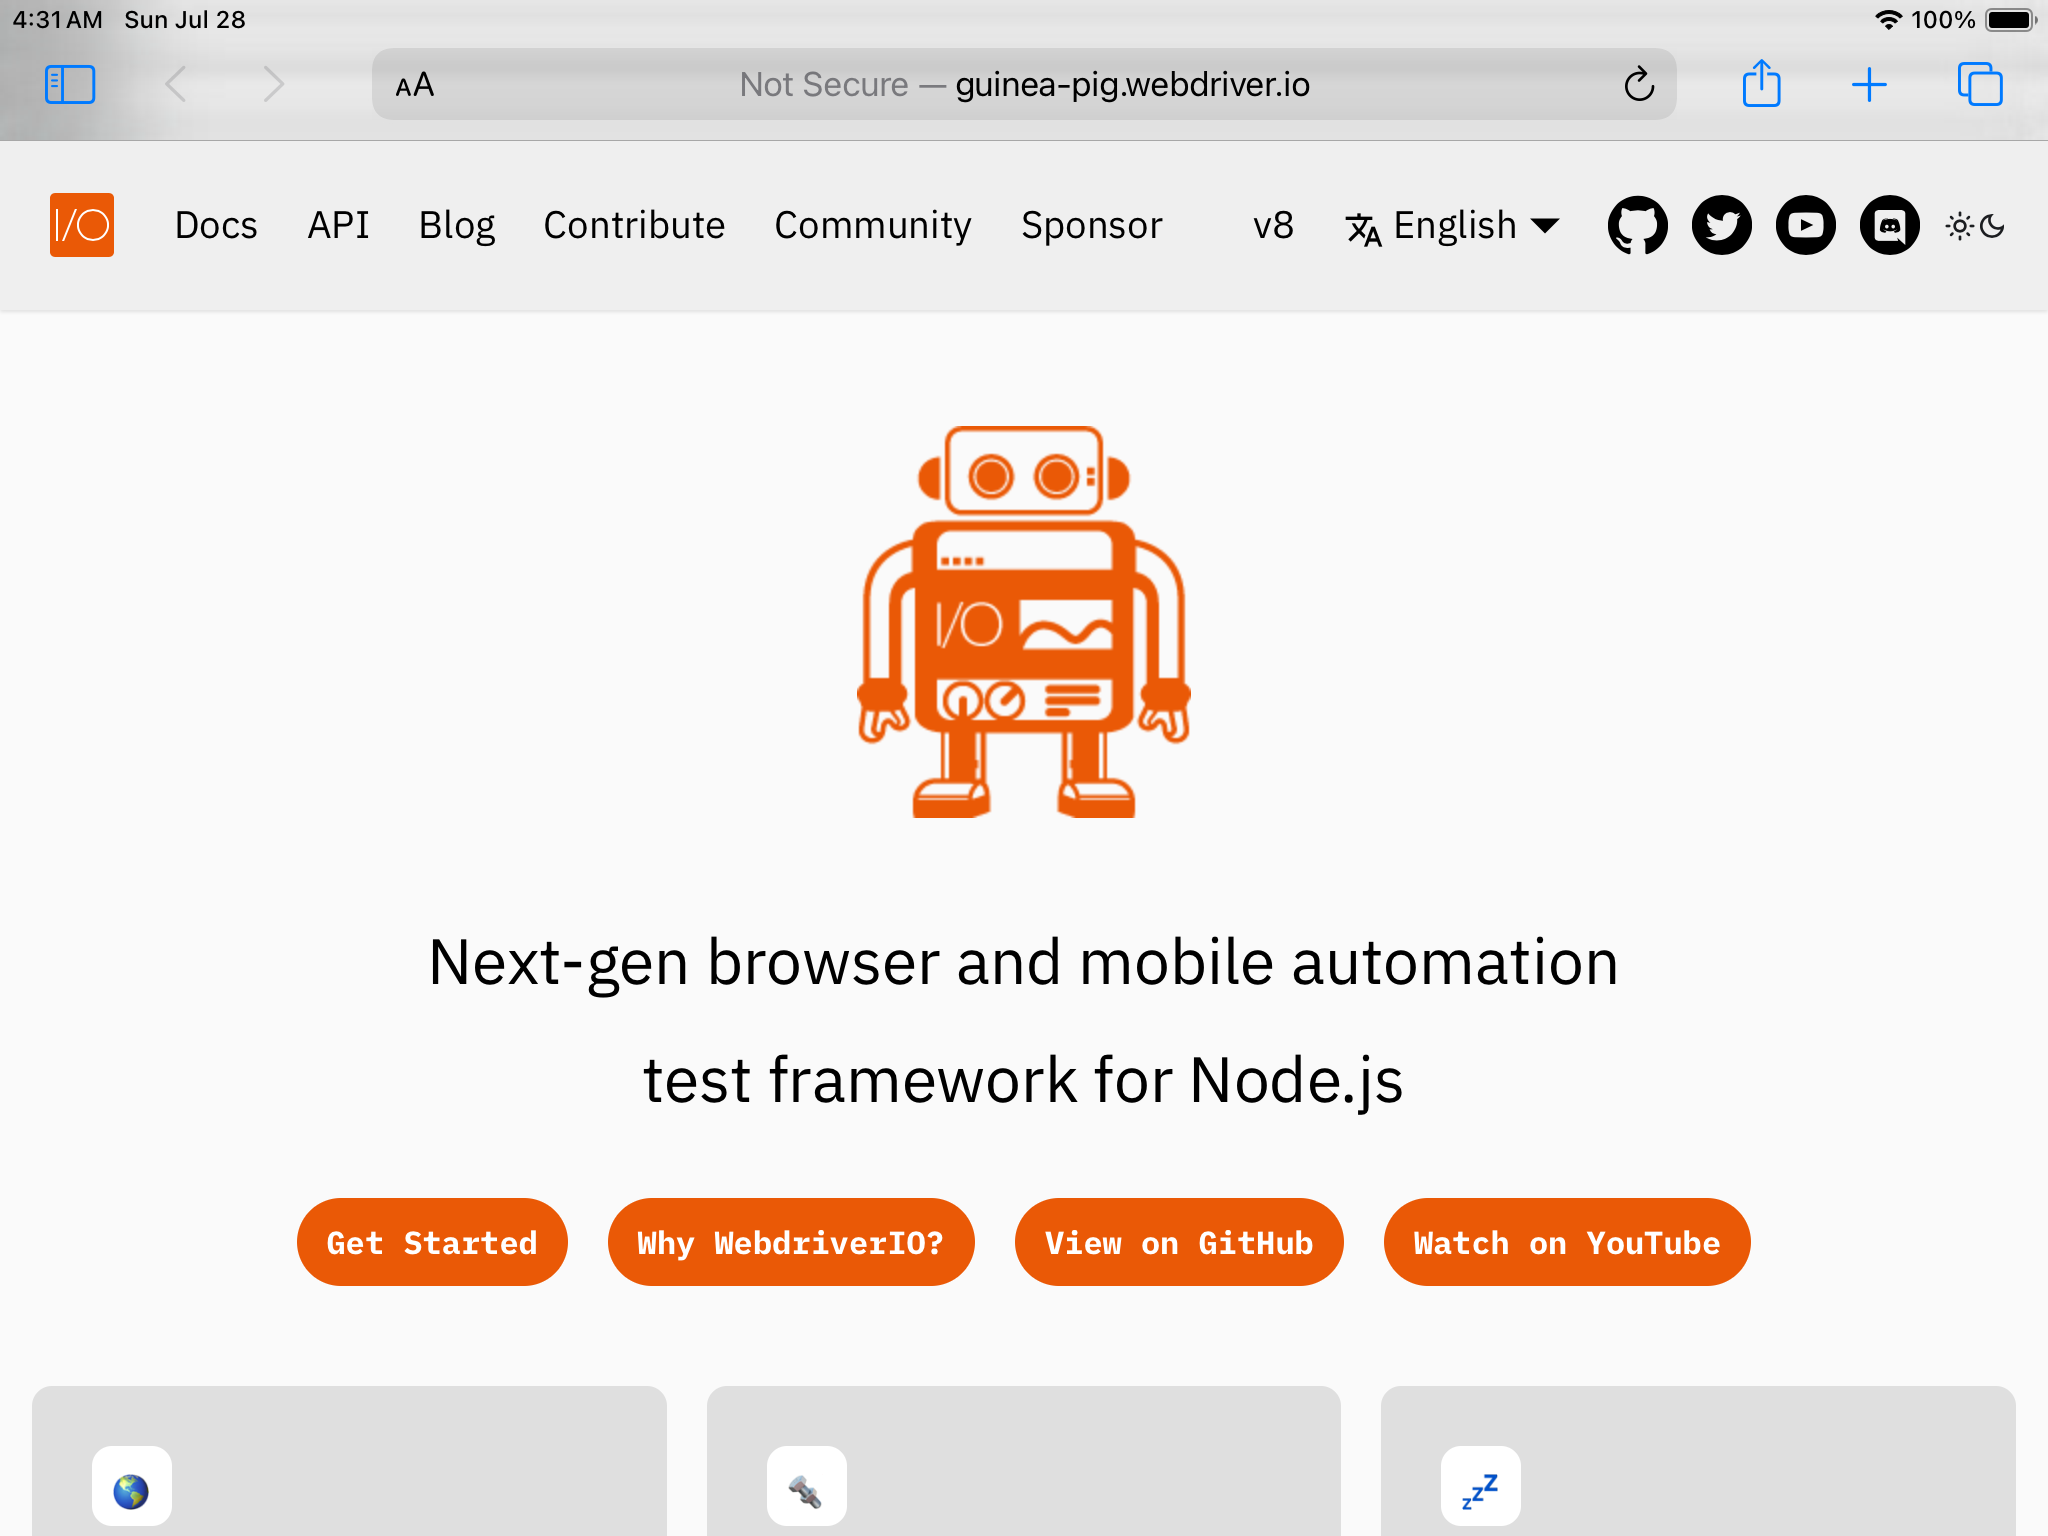 4:31 AM Sun Jul 28 100%
AA Not Secure — guinea-pig.webdriver.io
I/O Docs API Blog Contribute Community Sponsor v8 English
I/O
Next-gen browser and mobile automation
test framework for Node.js
Get Started Why WebdriverIO? View on GitHub Watch on YouTube
zzZ